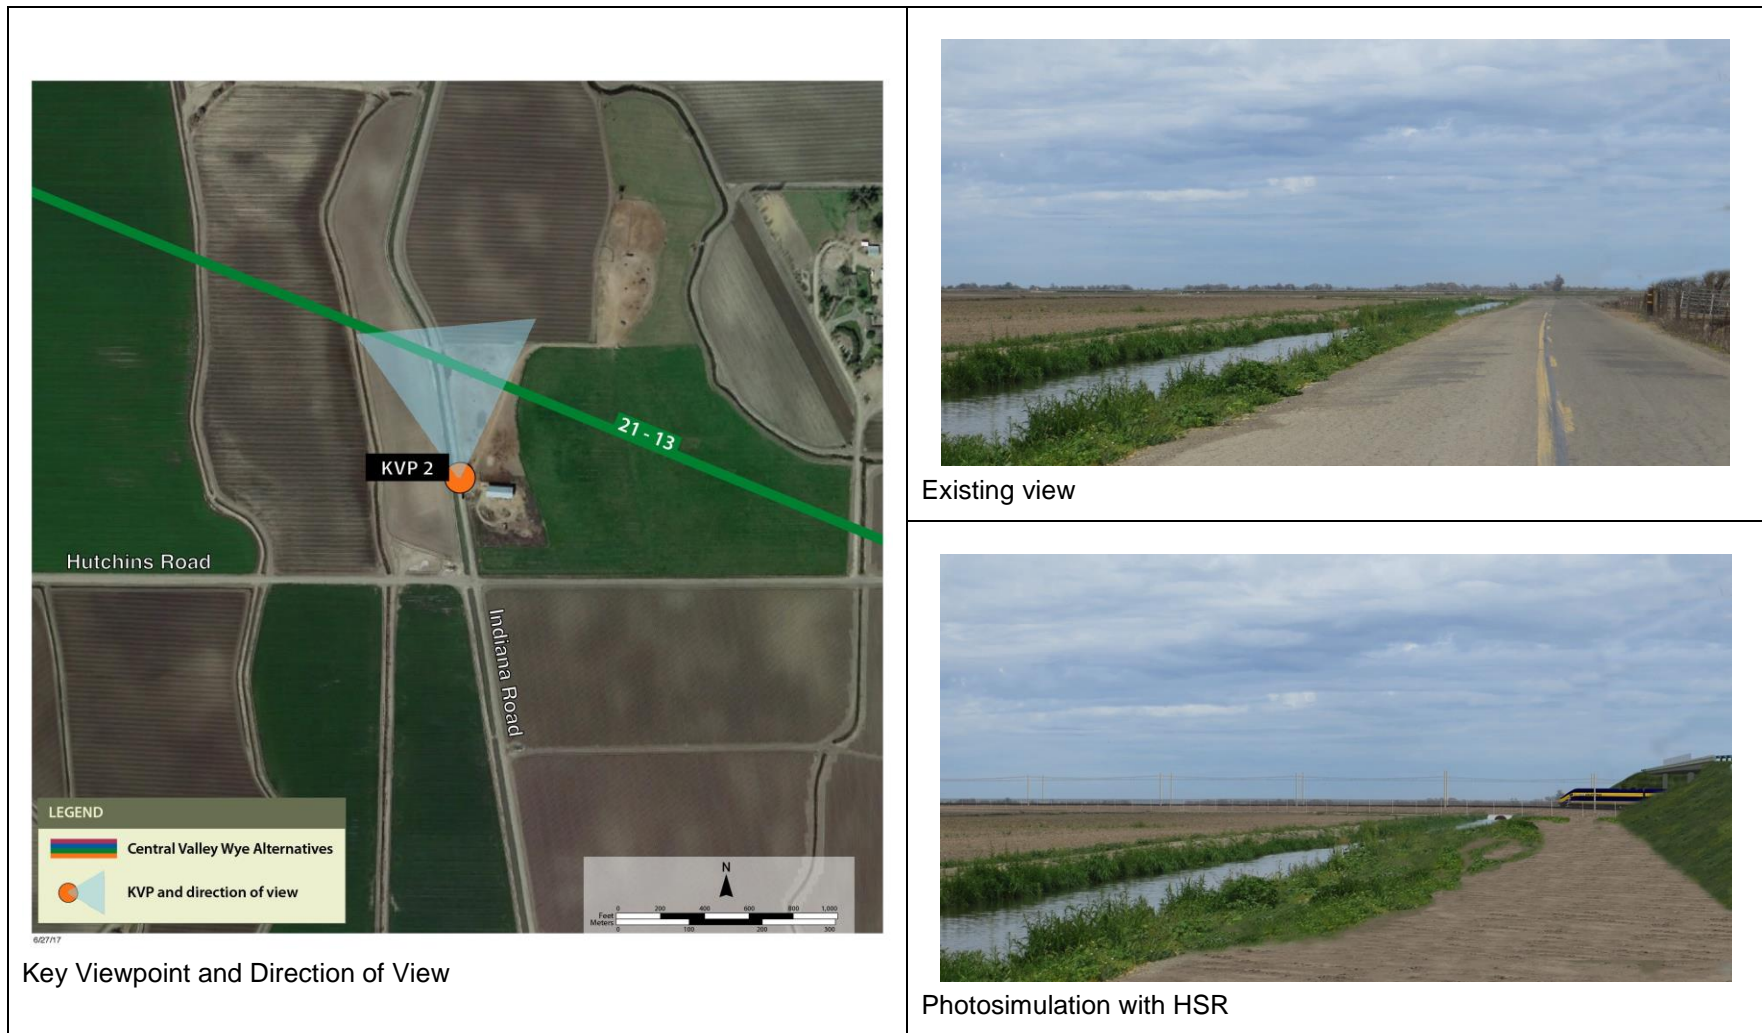 KVP 2
21 - 13
Hutchins Road
Indiana Road
LEGEND
Central Valley Wye Alternatives
KVP and direction of view
N
0 200 400 600 800 1,000
Feet
Meters
0 100 200 300
6/27/17
Key Viewpoint and Direction of View
Existing view
Photosimulation with HSR